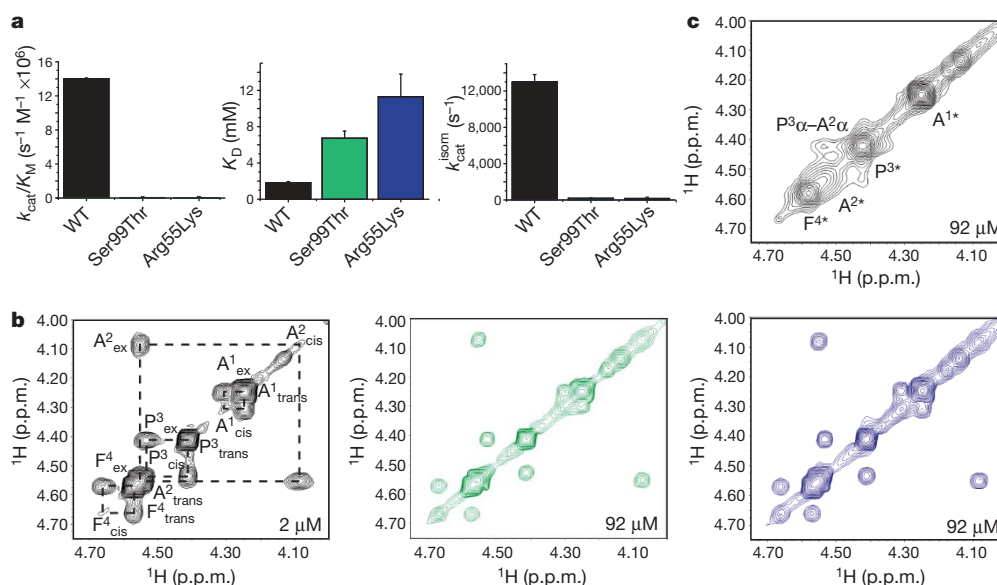 a
k_cat/K_M (s⁻¹ M⁻¹ ×10⁶)
16
12
8
4
0
WT
Ser99Thr
Arg55Lys
K_D (mM)
12
8
4
0
WT
Ser99Thr
Arg55Lys
k_cat^isom (s⁻¹)
12,000
8,000
4,000
0
WT
Ser99Thr
Arg55Lys
c
¹H (p.p.m.)
4.00
4.10
4.20
4.30
4.40
4.50
4.60
4.70
P³α–A²α
A¹*
P³*
A²*
F⁴*
92 μM
4.70 4.50 4.30 4.10
¹H (p.p.m.)
b
¹H (p.p.m.)
4.00
4.10
4.20
4.30
4.40
4.50
4.60
4.70
A²ex
A²cis
A¹ex
A¹trans
A¹cis
P³ex
P³trans
P³cis
F⁴ex
A²trans
F⁴trans
F⁴cis
2 μM
4.70 4.50 4.30 4.10
¹H (p.p.m.)
4.00
4.10
4.20
4.30
4.40
4.50
4.60
4.70
92 μM
4.70 4.50 4.30 4.10
¹H (p.p.m.)
¹H (p.p.m.)
4.00
4.10
4.20
4.30
4.40
4.50
4.60
4.70
92 μM
4.70 4.50 4.30 4.10
¹H (p.p.m.)